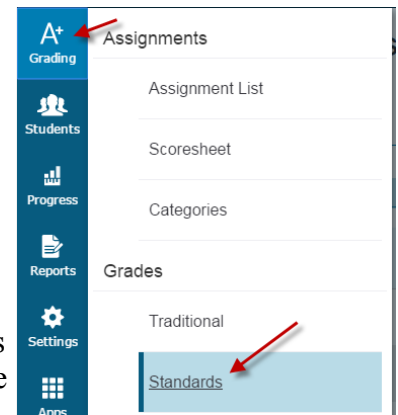 A+
Grading
Students
Progress
Reports
Settings
Apps
Assignments
Assignment List
Scoresheet
Categories
Grades
Traditional
Standards
s
e